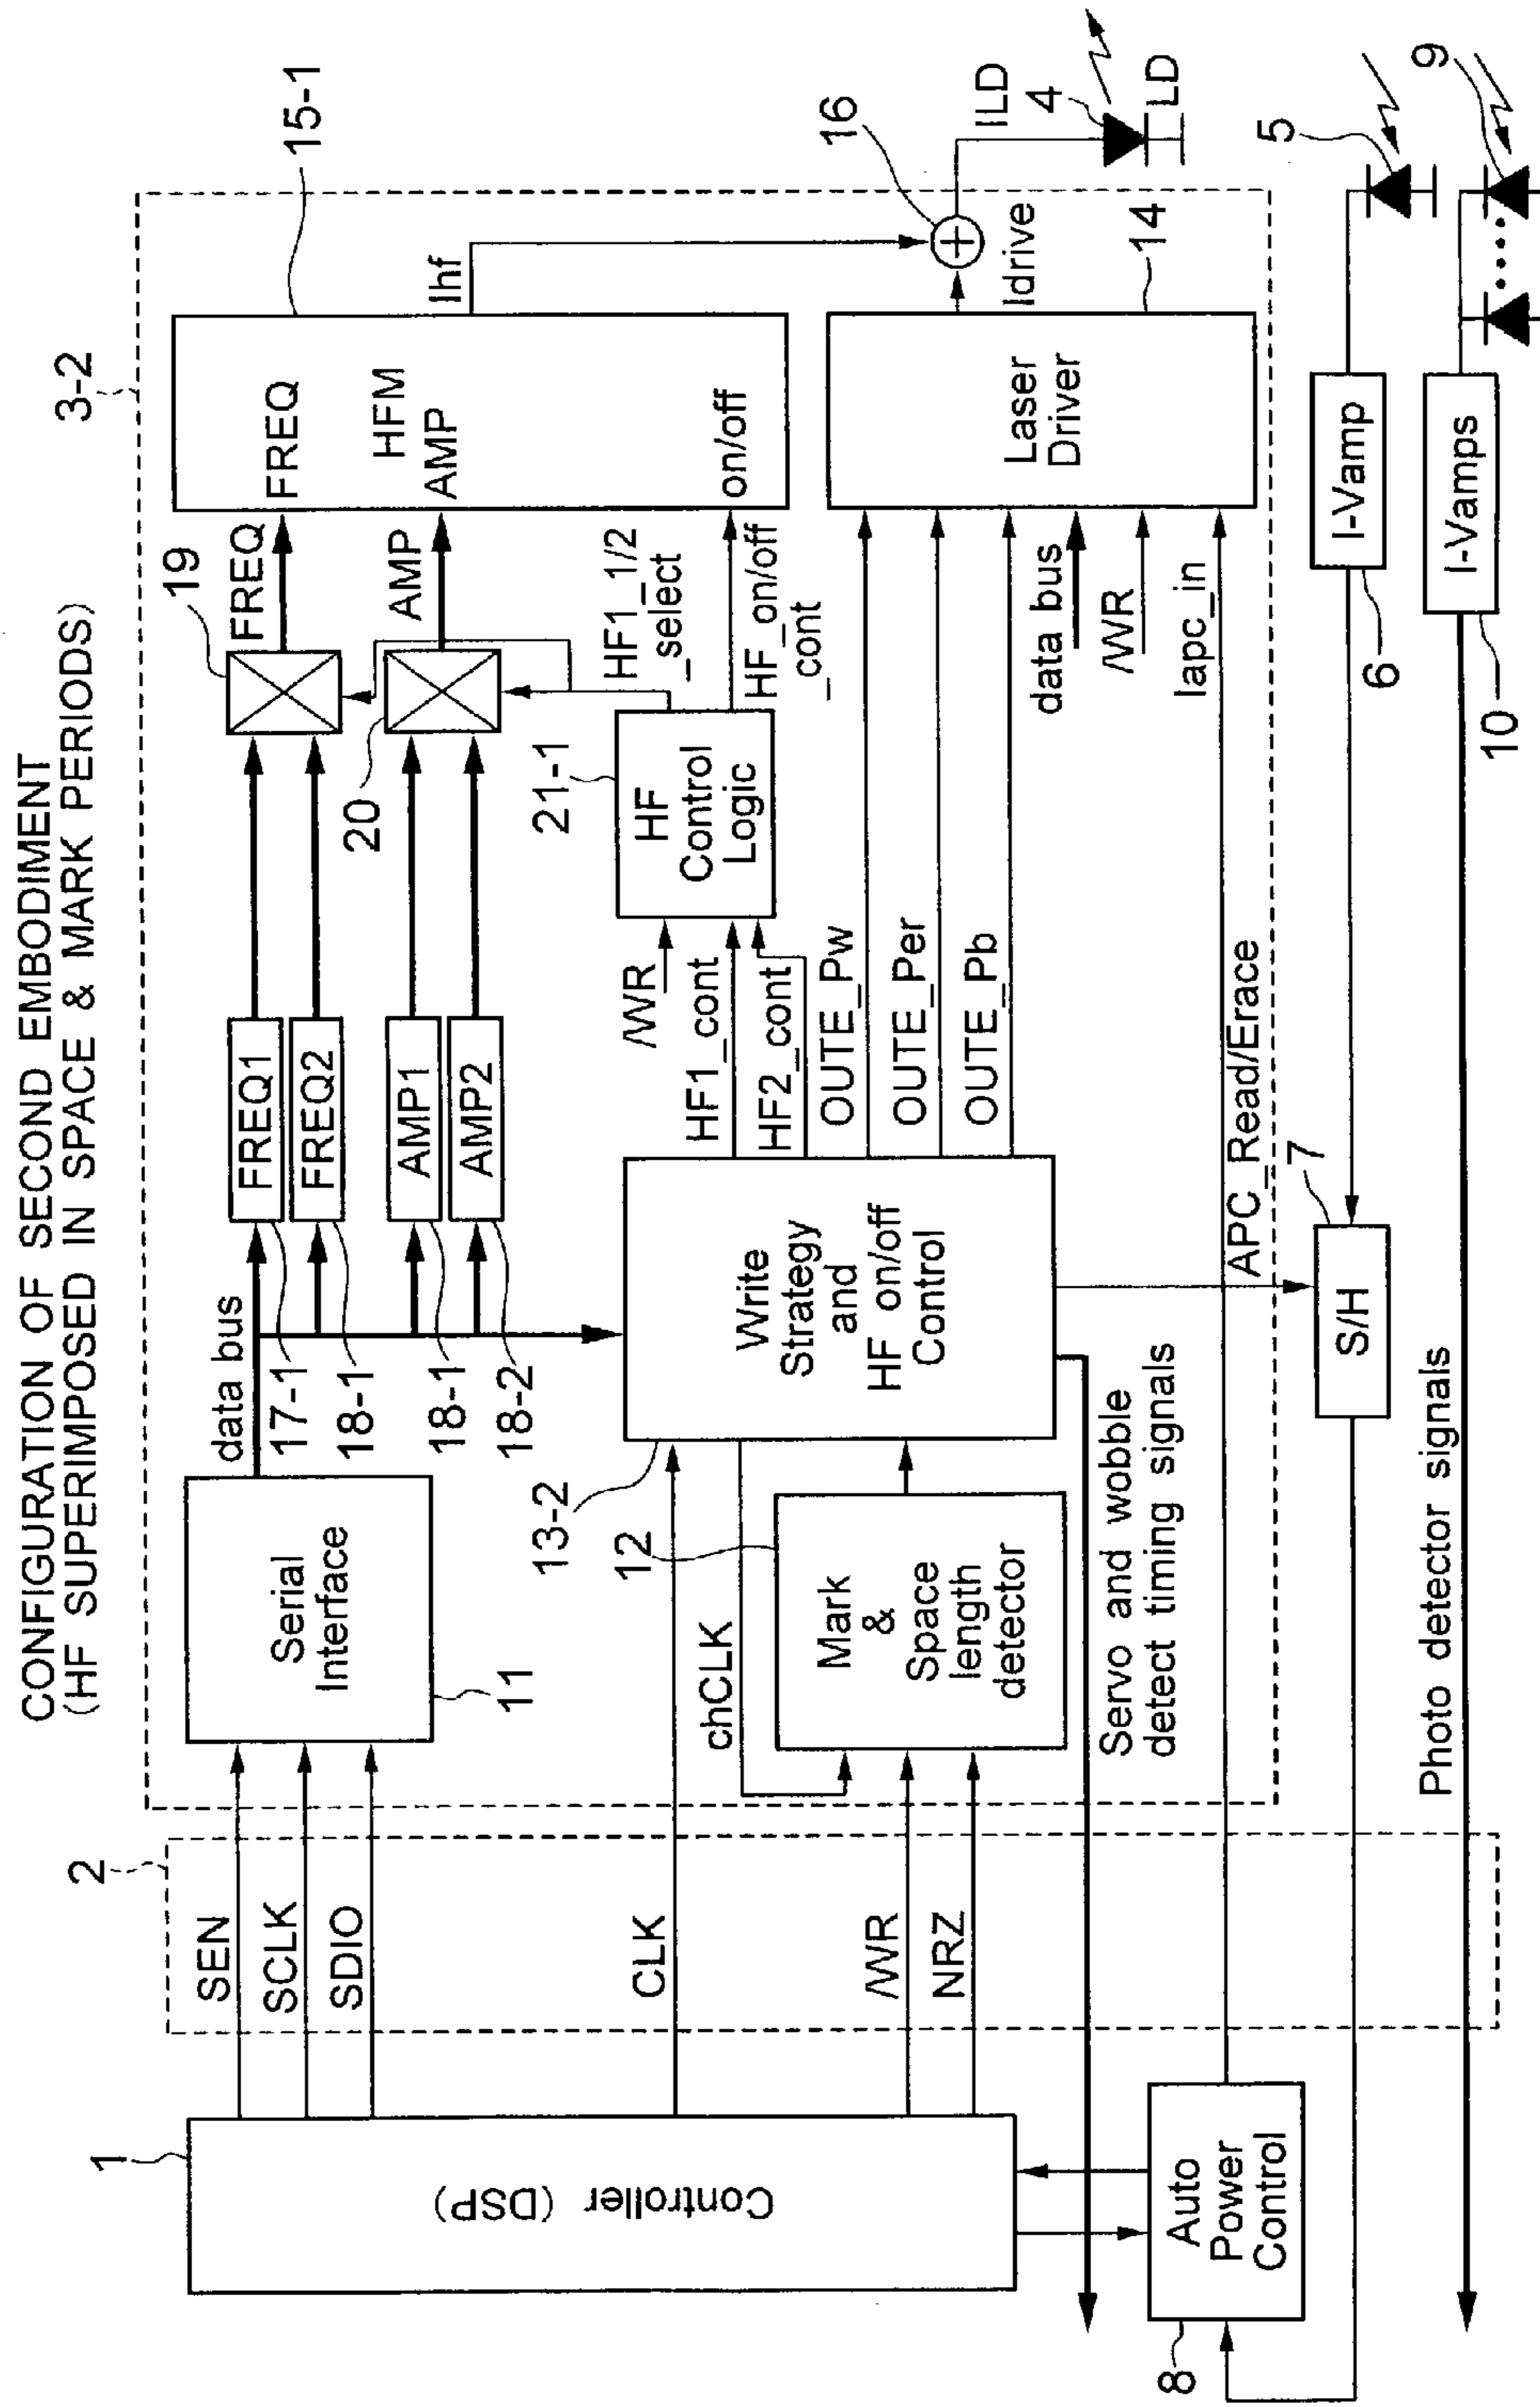 CONFIGURATION OF SECOND EMBODIMENT
(HF SUPERIMPOSED IN SPACE & MARK PERIODS)
3-2
2
1
Controller (DSP)
SEN
SCLK
SDIO
CLK
/WR
NRZ
Serial
Interface
11
data bus
17-1
18-1
18-1
18-2
FREQ1
FREQ2
AMP1
AMP2
19
20
FREQ
AMP
FREQ
HFM
AMP
on/off
15-1
Ihf
HF1_1/2
_select
HF_on/off
_cont
21-1
HF
Control
Logic
/WR
HF1_cont
HF2_cont
OUTE_Pw
OUTE_Per
OUTE_Pb
13-2
Write
Strategy
and
HF on/off
Control
chCLK
12
Mark
&
Space
length
detector
Servo and wobble
detect timing signals
data bus
/WR
Iapc_in
Laser
Driver
14
Idrive
16
ILD
4
LD
APC_Read/Erace
8
Auto
Power
Control
7
S/H
6
I-Vamp
5
10
I-Vamps
9
Photo detector signals